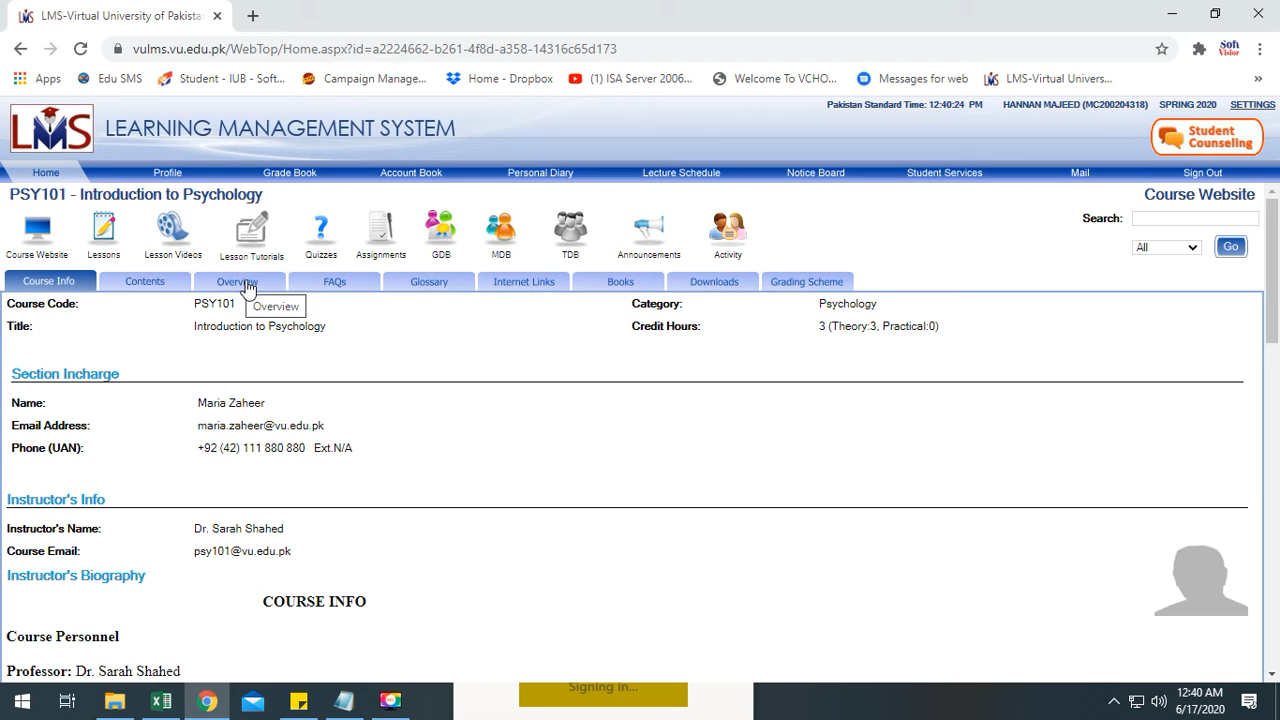 LMS-Virtual University of Pakista
vulms.vu.edu.pk/WebTop/Home.aspx?id=a2224662-b261-4f8d-a358-14316c65d173
Soft Vision
Apps Edu SMS Student - IUB - Soft... Campaign Manage... Home - Dropbox (1) ISA Server 2006... Welcome To VCHO... Messages for web LMS-Virtual Univers... »
Pakistan Standard Time: 12:40:24 PM HANNAN MAJEED (MC200204318) SPRING 2020 SETTINGS
LMS LEARNING MANAGEMENT SYSTEM
Student
Counseling
Home Profile Grade Book Account Book Personal Diary Lecture Schedule Notice Board Student Services Mail Sign Out
PSY101 - Introduction to Psychology Course Website
Search:
Course Website Lessons Lesson Videos Lesson Tutorials Quizzes Assignments GDB MDB TDB Announcements Activity
All Go
Course Info Contents Overview FAQs Glossary Internet Links Books Downloads Grading Scheme
Course Code: PSY101 Category: Psychology
Overview
Title: Introduction to Psychology Credit Hours: 3 (Theory:3, Practical:0)
Section Incharge
Name: Maria Zaheer
Email Address: maria.zaheer@vu.edu.pk
Phone (UAN): +92 (42) 111 880 880 Ext.N/A
Instructor's Info
Instructor's Name: Dr. Sarah Shahed
Course Email: psy101@vu.edu.pk
Instructor's Biography
COURSE INFO
Course Personnel
Professor: Dr. Sarah Shahed
Signing in...
12:40 AM
6/17/2020